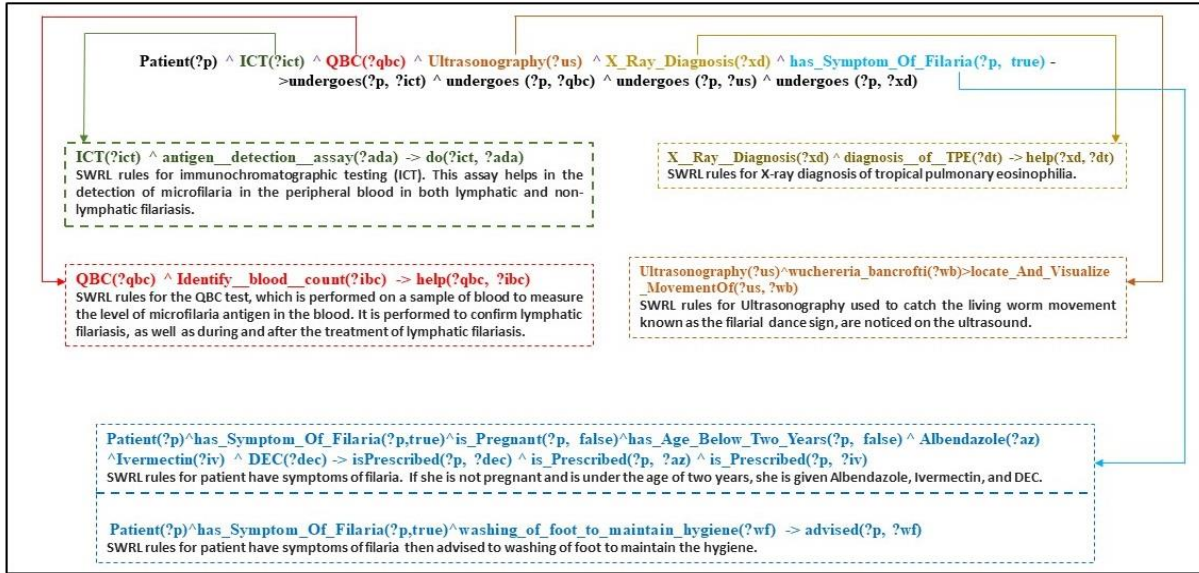 Patient(?p) ^ ICT(?ict) ^ QBC(?qbc) ^ Ultrasonography(?us) ^ X_Ray_Diagnosis(?xd) ^ has_Symptom_Of_Filaria(?p, true) -
>undergoes(?p, ?ict) ^ undergoes (?p, ?qbc) ^ undergoes (?p, ?us) ^ undergoes (?p, ?xd)
ICT(?ict) ^ antigen__detection__assay(?ada) -> do(?ict, ?ada)
SWRL rules for immunochromatographic testing (ICT). This assay helps in the
detection of microfilaria in the peripheral blood in both lymphatic and non-
lymphatic filariasis.
X__Ray__Diagnosis(?xd) ^ diagnosis__of__TPE(?dt) -> help(?xd, ?dt)
SWRL rules for X-ray diagnosis of tropical pulmonary eosinophilia.
QBC(?qbc) ^ Identify__blood__count(?ibc) -> help(?qbc, ?ibc)
SWRL rules for the QBC test, which is performed on a sample of blood to measure
the level of microfilaria antigen in the blood. It is performed to confirm lymphatic
filariasis, as well as during and after the treatment of lymphatic filariasis.
Ultrasonography(?us)^wuchereria_bancrofti(?wb)>locate_And_Visualize
_MovementOf(?us, ?wb)
SWRL rules for Ultrasonography used to catch the living worm movement
known as the filarial dance sign, are noticed on the ultrasound.
Patient(?p)^has_Symptom_Of_Filaria(?p,true)^is_Pregnant(?p, false)^has_Age_Below_Two_Years(?p, false) ^ Albendazole(?az)
^Ivermectin(?iv) ^ DEC(?dec) -> isPrescribed(?p, ?dec) ^ is_Prescribed(?p, ?az) ^ is_Prescribed(?p, ?iv)
SWRL rules for patient have symptoms of filaria. If she is not pregnant and is under the age of two years, she is given Albendazole, Ivermectin, and DEC.
Patient(?p)^has_Symptom_Of_Filaria(?p,true)^washing_of_foot_to_maintain_hygiene(?wf) -> advised(?p, ?wf)
SWRL rules for patient have symptoms of filaria then advised to washing of foot to maintain the hygiene.